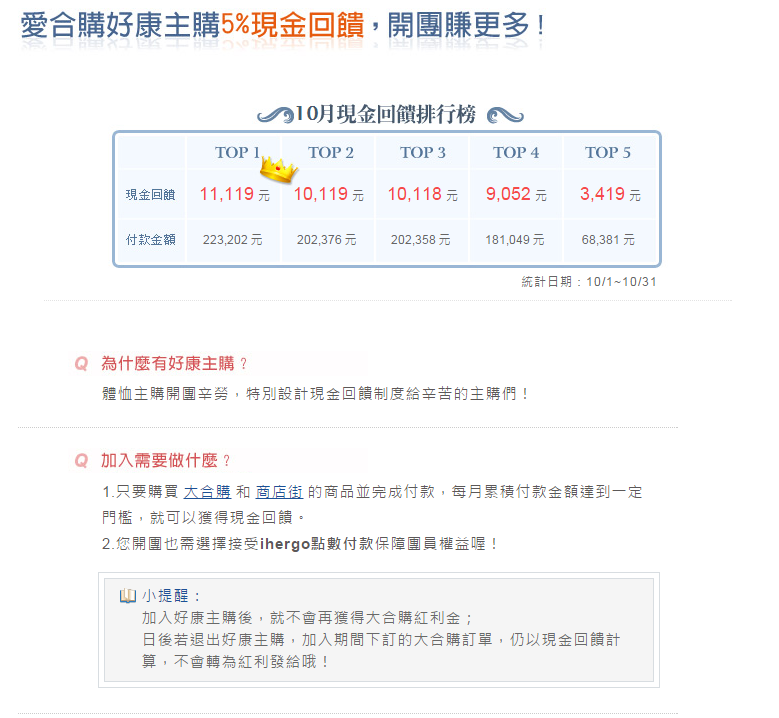 愛合購好康主購5%現金回饋，開團賺更多！
10月現金回饋排行榜
TOP 1 TOP 2 TOP 3 TOP 4 TOP 5
現金回饋 11,119 元 10,119 元 10,118 元 9,052 元 3,419 元
付款金額 223,202 元 202,376 元 202,358 元 181,049 元 68,381 元
統計日期：10/1~10/31
Q 為什麼有好康主購？
體恤主購開團辛勞，特別設計現金回饋制度給辛苦的主購們！
Q 加入需要做什麼？
1.只要購買 大合購 和 商店街 的商品並完成付款，每月累積付款金額達到一定
門檻，就可以獲得現金回饋。
2.您開團也需選擇接受ihergo點數付款保障團員權益喔！
小提醒：
加入好康主購後，就不會再獲得大合購紅利金；
日後若退出好康主購，加入期間下訂的大合購訂單，仍以現金回饋計
算，不會轉為紅利發給哦！